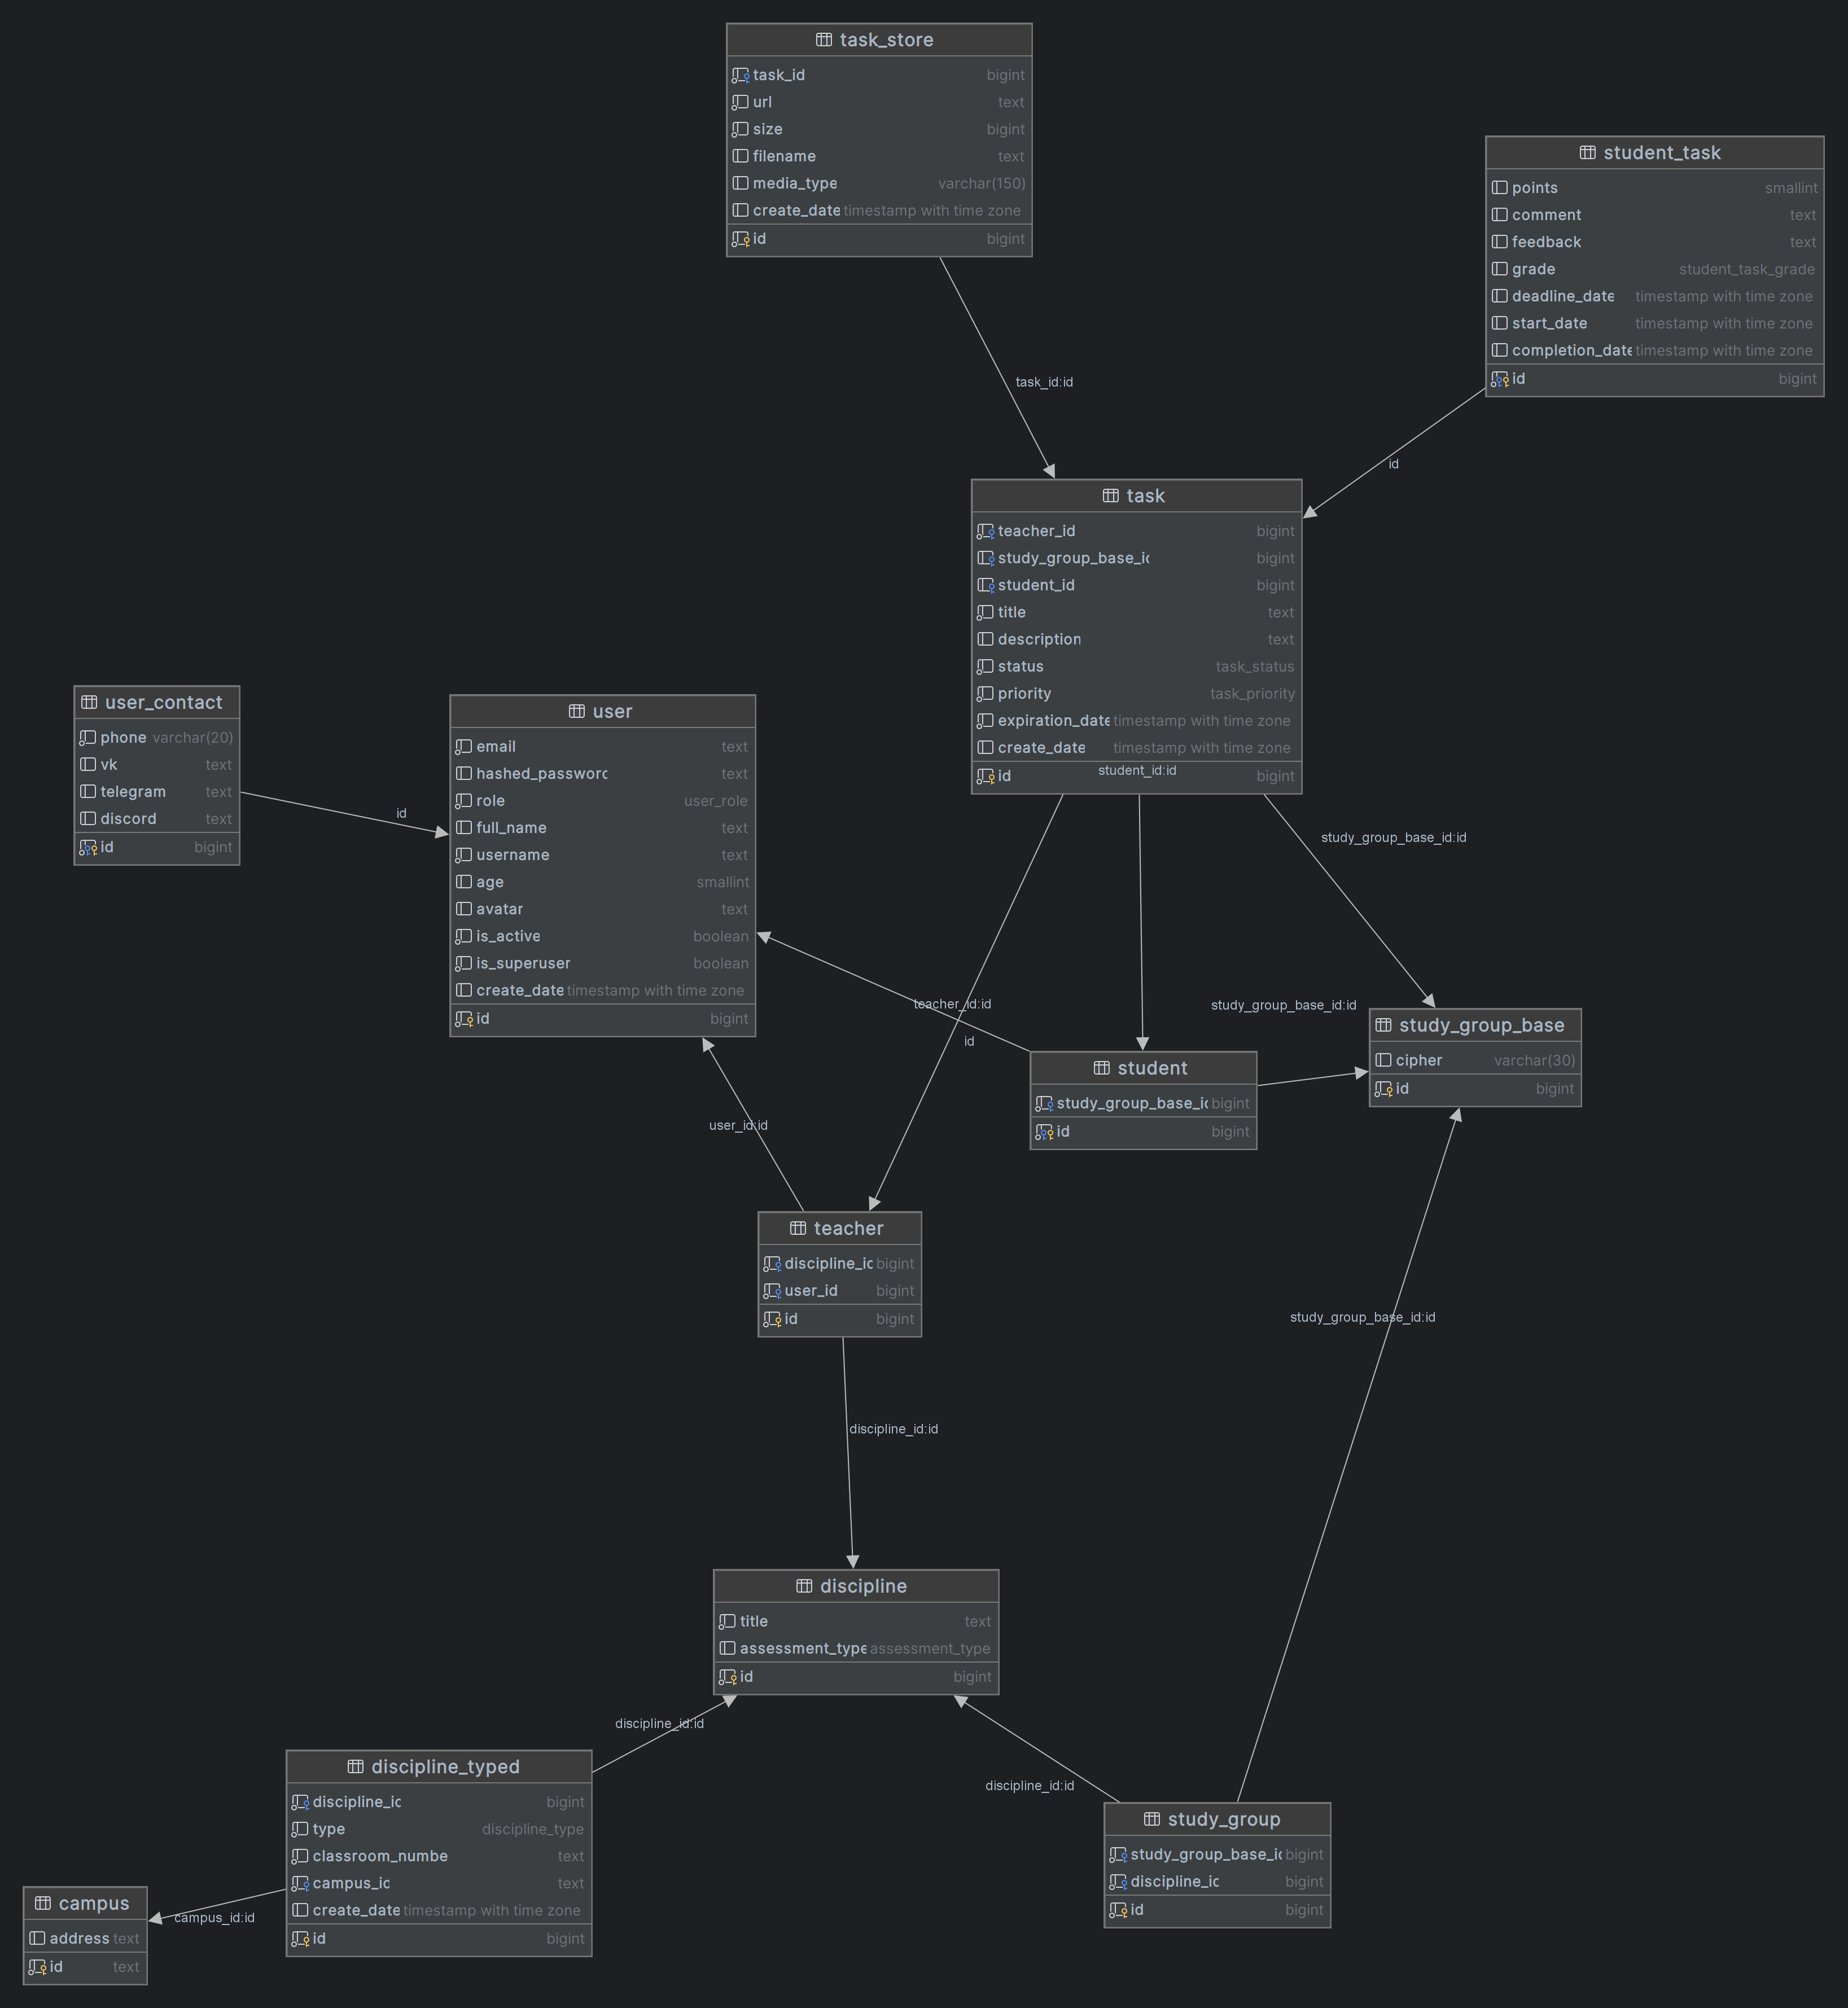 task_store
task_id bigint
url text
size bigint
filename text
media_type varchar(150)
create_date timestamp with time zone
id bigint
student_task
points smallint
comment text
feedback text
grade student_task_grade
deadline_date timestamp with time zone
start_date timestamp with time zone
completion_date timestamp with time zone
id bigint
task_id:id
id
task
teacher_id bigint
study_group_base_ic bigint
student_id bigint
title text
description text
status task_status
priority task_priority
expiration_date timestamp with time zone
create_date timestamp with time zone
id bigint
student_id:id
user_contact
phone varchar(20)
vk text
telegram text
discord text
id bigint
id
user
email text
hashed_passworc text
role user_role
full_name text
username text
age smallint
avatar text
is_active boolean
is_superuser boolean
create_date timestamp with time zone
id bigint
study_group_base_id:id
teacher_id:id
study_group_base_id:id
id
study_group_base
cipher varchar(30)
id bigint
student
study_group_base_ic bigint
id bigint
user_id:id
teacher
discipline_ic bigint
user_id bigint
id bigint
study_group_base_id:id
discipline_id:id
discipline
title text
assessment_type assessment_type
id bigint
discipline_id:id
discipline_id:id
discipline_typed
discipline_ic bigint
type discipline_type
classroom_numbe text
campus_ic text
create_date timestamp with time zone
id bigint
study_group
study_group_base_ic bigint
discipline_ic bigint
id bigint
campus_id:id
campus
address text
id text